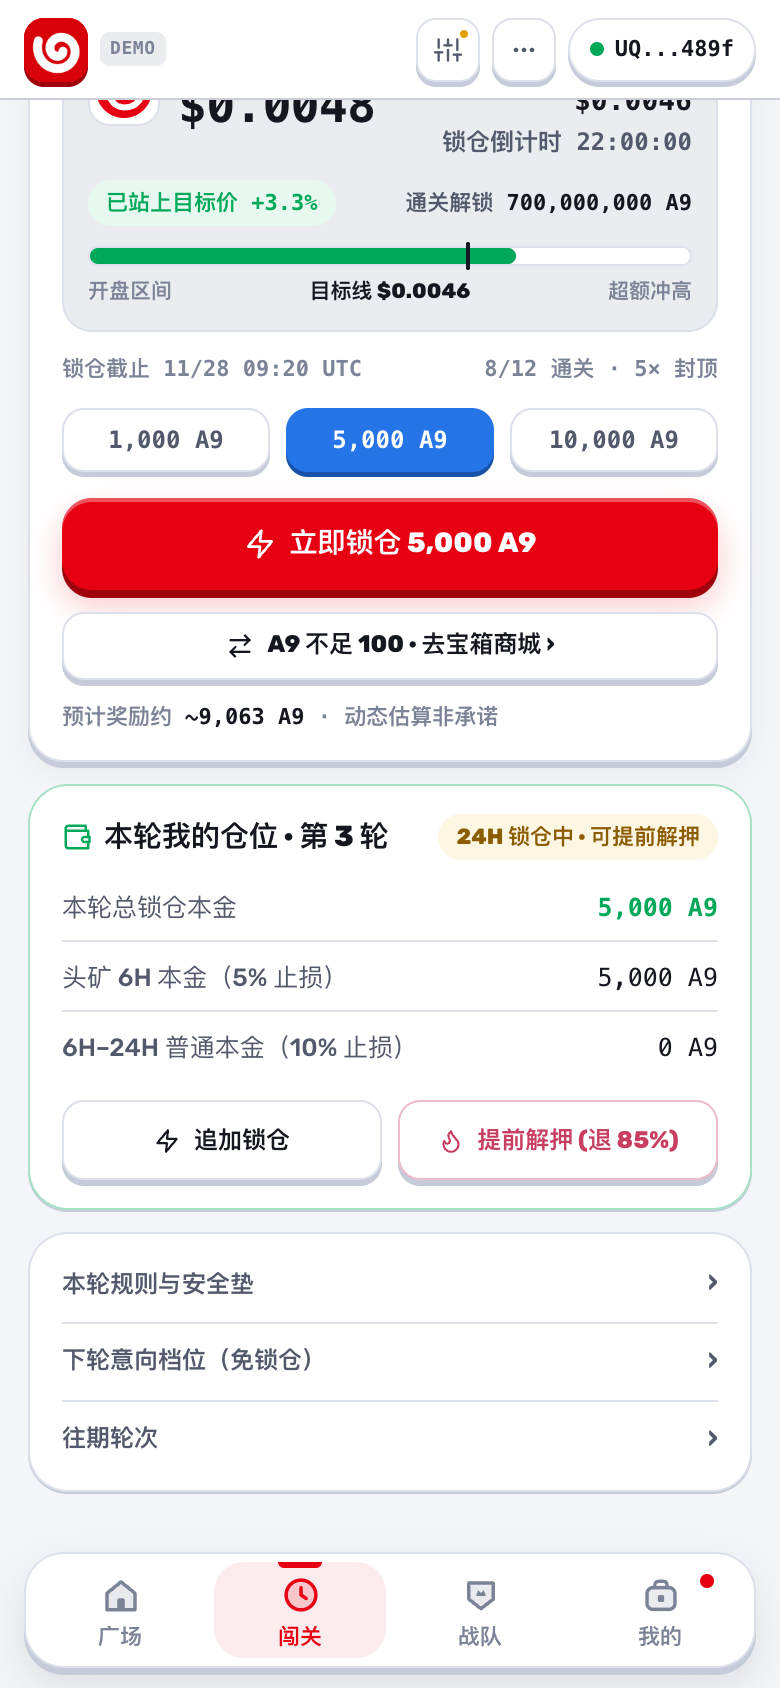 DEMO
UQ...489f
$0.0048
$0.0046
锁仓倒计时 22:00:00
已站上目标价 +3.3%
通关解锁 700,000,000 A9
开盘区间
目标线 $0.0046
超额冲高
锁仓截止 11/28 09:20 UTC
8/12 通关 · 5× 封顶
1,000 A9
5,000 A9
10,000 A9
立即锁仓 5,000 A9
A9 不足 100 • 去宝箱商城 ›
预计奖励约 ~9,063 A9 · 动态估算非承诺
本轮我的仓位 • 第 3 轮
24H 锁仓中 • 可提前解押
本轮总锁仓本金
5,000 A9
头矿 6H 本金（5% 止损）
5,000 A9
6H–24H 普通本金（10% 止损）
0 A9
追加锁仓
提前解押 (退 85%)
本轮规则与安全垫 ›
下轮意向档位（免锁仓） ›
往期轮次 ›
广场
闯关
战队
我的